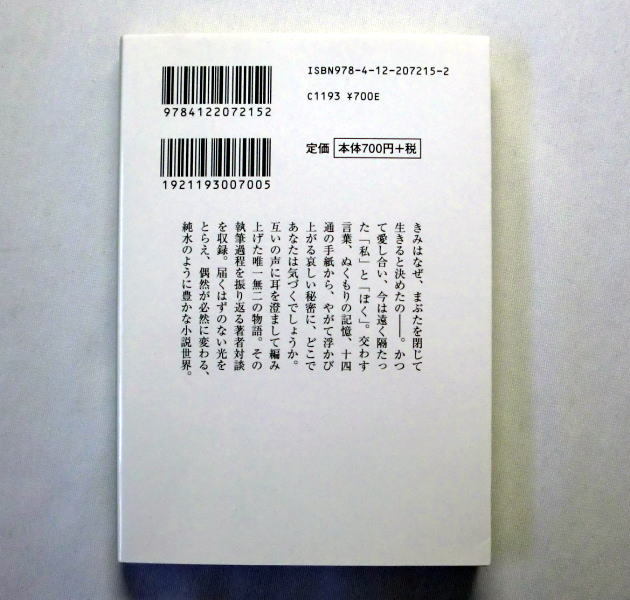 ISBN978-4-12-207215-2
C1193 ¥700E
9784122072152
定価 本体700円+税
1921193007005
きみはなぜ、まぶたを閉じて
生きると決めたの――。かつ
て愛し合い、今は遠く隔たっ
た「私」と「ぼく」。交わす
言葉、ぬくもりの記憶、十四
通の手紙から、やがて浮かび
上がる哀しい秘密に、どこで
あなたは気づくでしょうか。
互いの声に耳を澄まして編み
上げた唯一無二の物語。その
執筆過程を振り返る著者対談
を収録。届くはずのない光を
とらえ、偶然が必然に変わる、
純水のように豊かな小説世界。